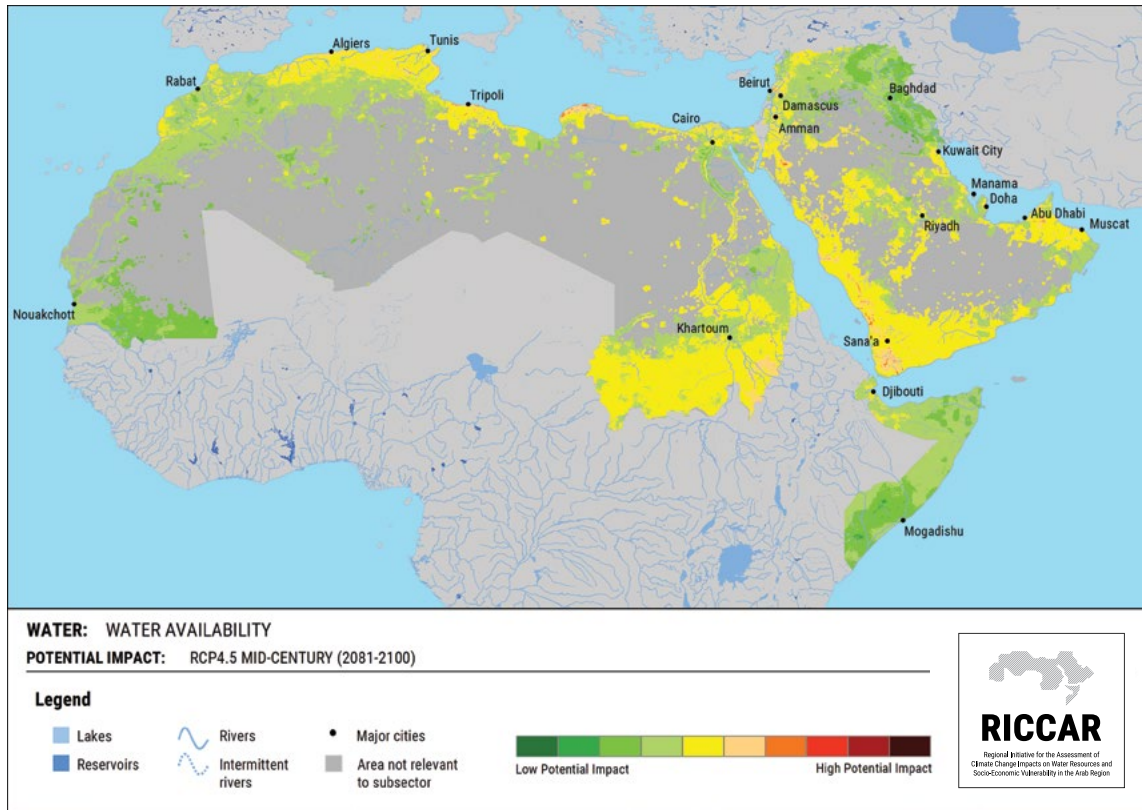 Algiers
Tunis
Rabat
Tripoli
Beirut
Baghdad
Damascus
Cairo
Amman
Kuwait City
Manama
Doha
Abu Dhabi
Riyadh
Muscat
Nouakchott
Khartoum
Sana'a
Djibouti
Mogadishu
WATER: WATER AVAILABILITY
POTENTIAL IMPACT: RCP4.5 MID-CENTURY (2081-2100)
Legend
Lakes
Rivers
Major cities
Reservoirs
Intermittent
rivers
Area not relevant
to subsector
Low Potential Impact
High Potential Impact
RICCAR
Regional Initiative for the Assessment of
Climate Change Impacts on Water Resources and
Socio-Economic Vulnerability in the Arab Region